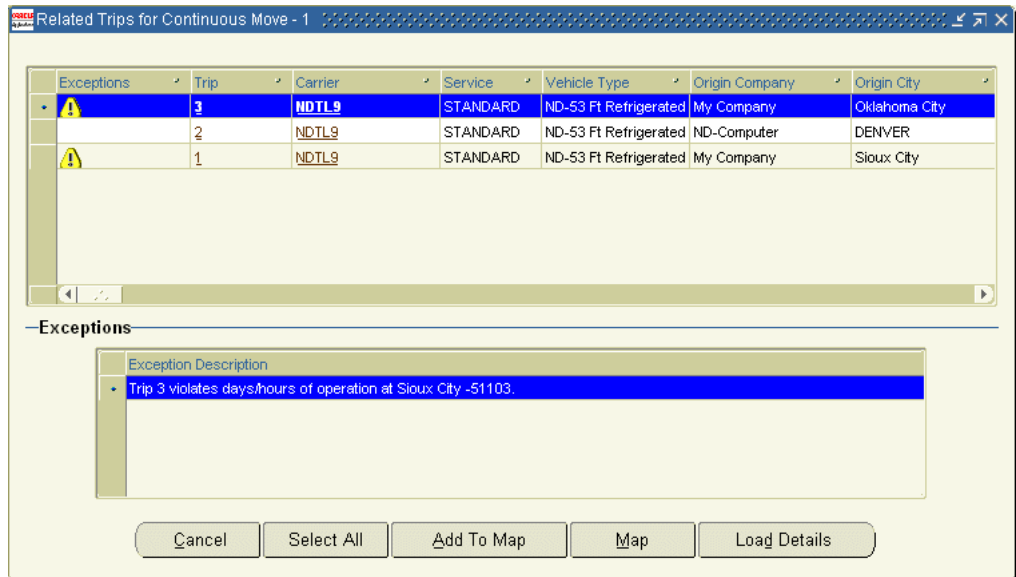 ORACLE Related Trips for Continuous Move - 1
Exceptions Trip Carrier Service Vehicle Type Origin Company Origin City
3 NDTL9 STANDARD ND-53 Ft Refrigerated My Company Oklahoma City
2 NDTL9 STANDARD ND-53 Ft Refrigerated ND-Computer DENVER
1 NDTL9 STANDARD ND-53 Ft Refrigerated My Company Sioux City
Exceptions
Exception Description
Trip 3 violates days/hours of operation at Sioux City -51103.
Cancel Select All Add To Map Map Load Details